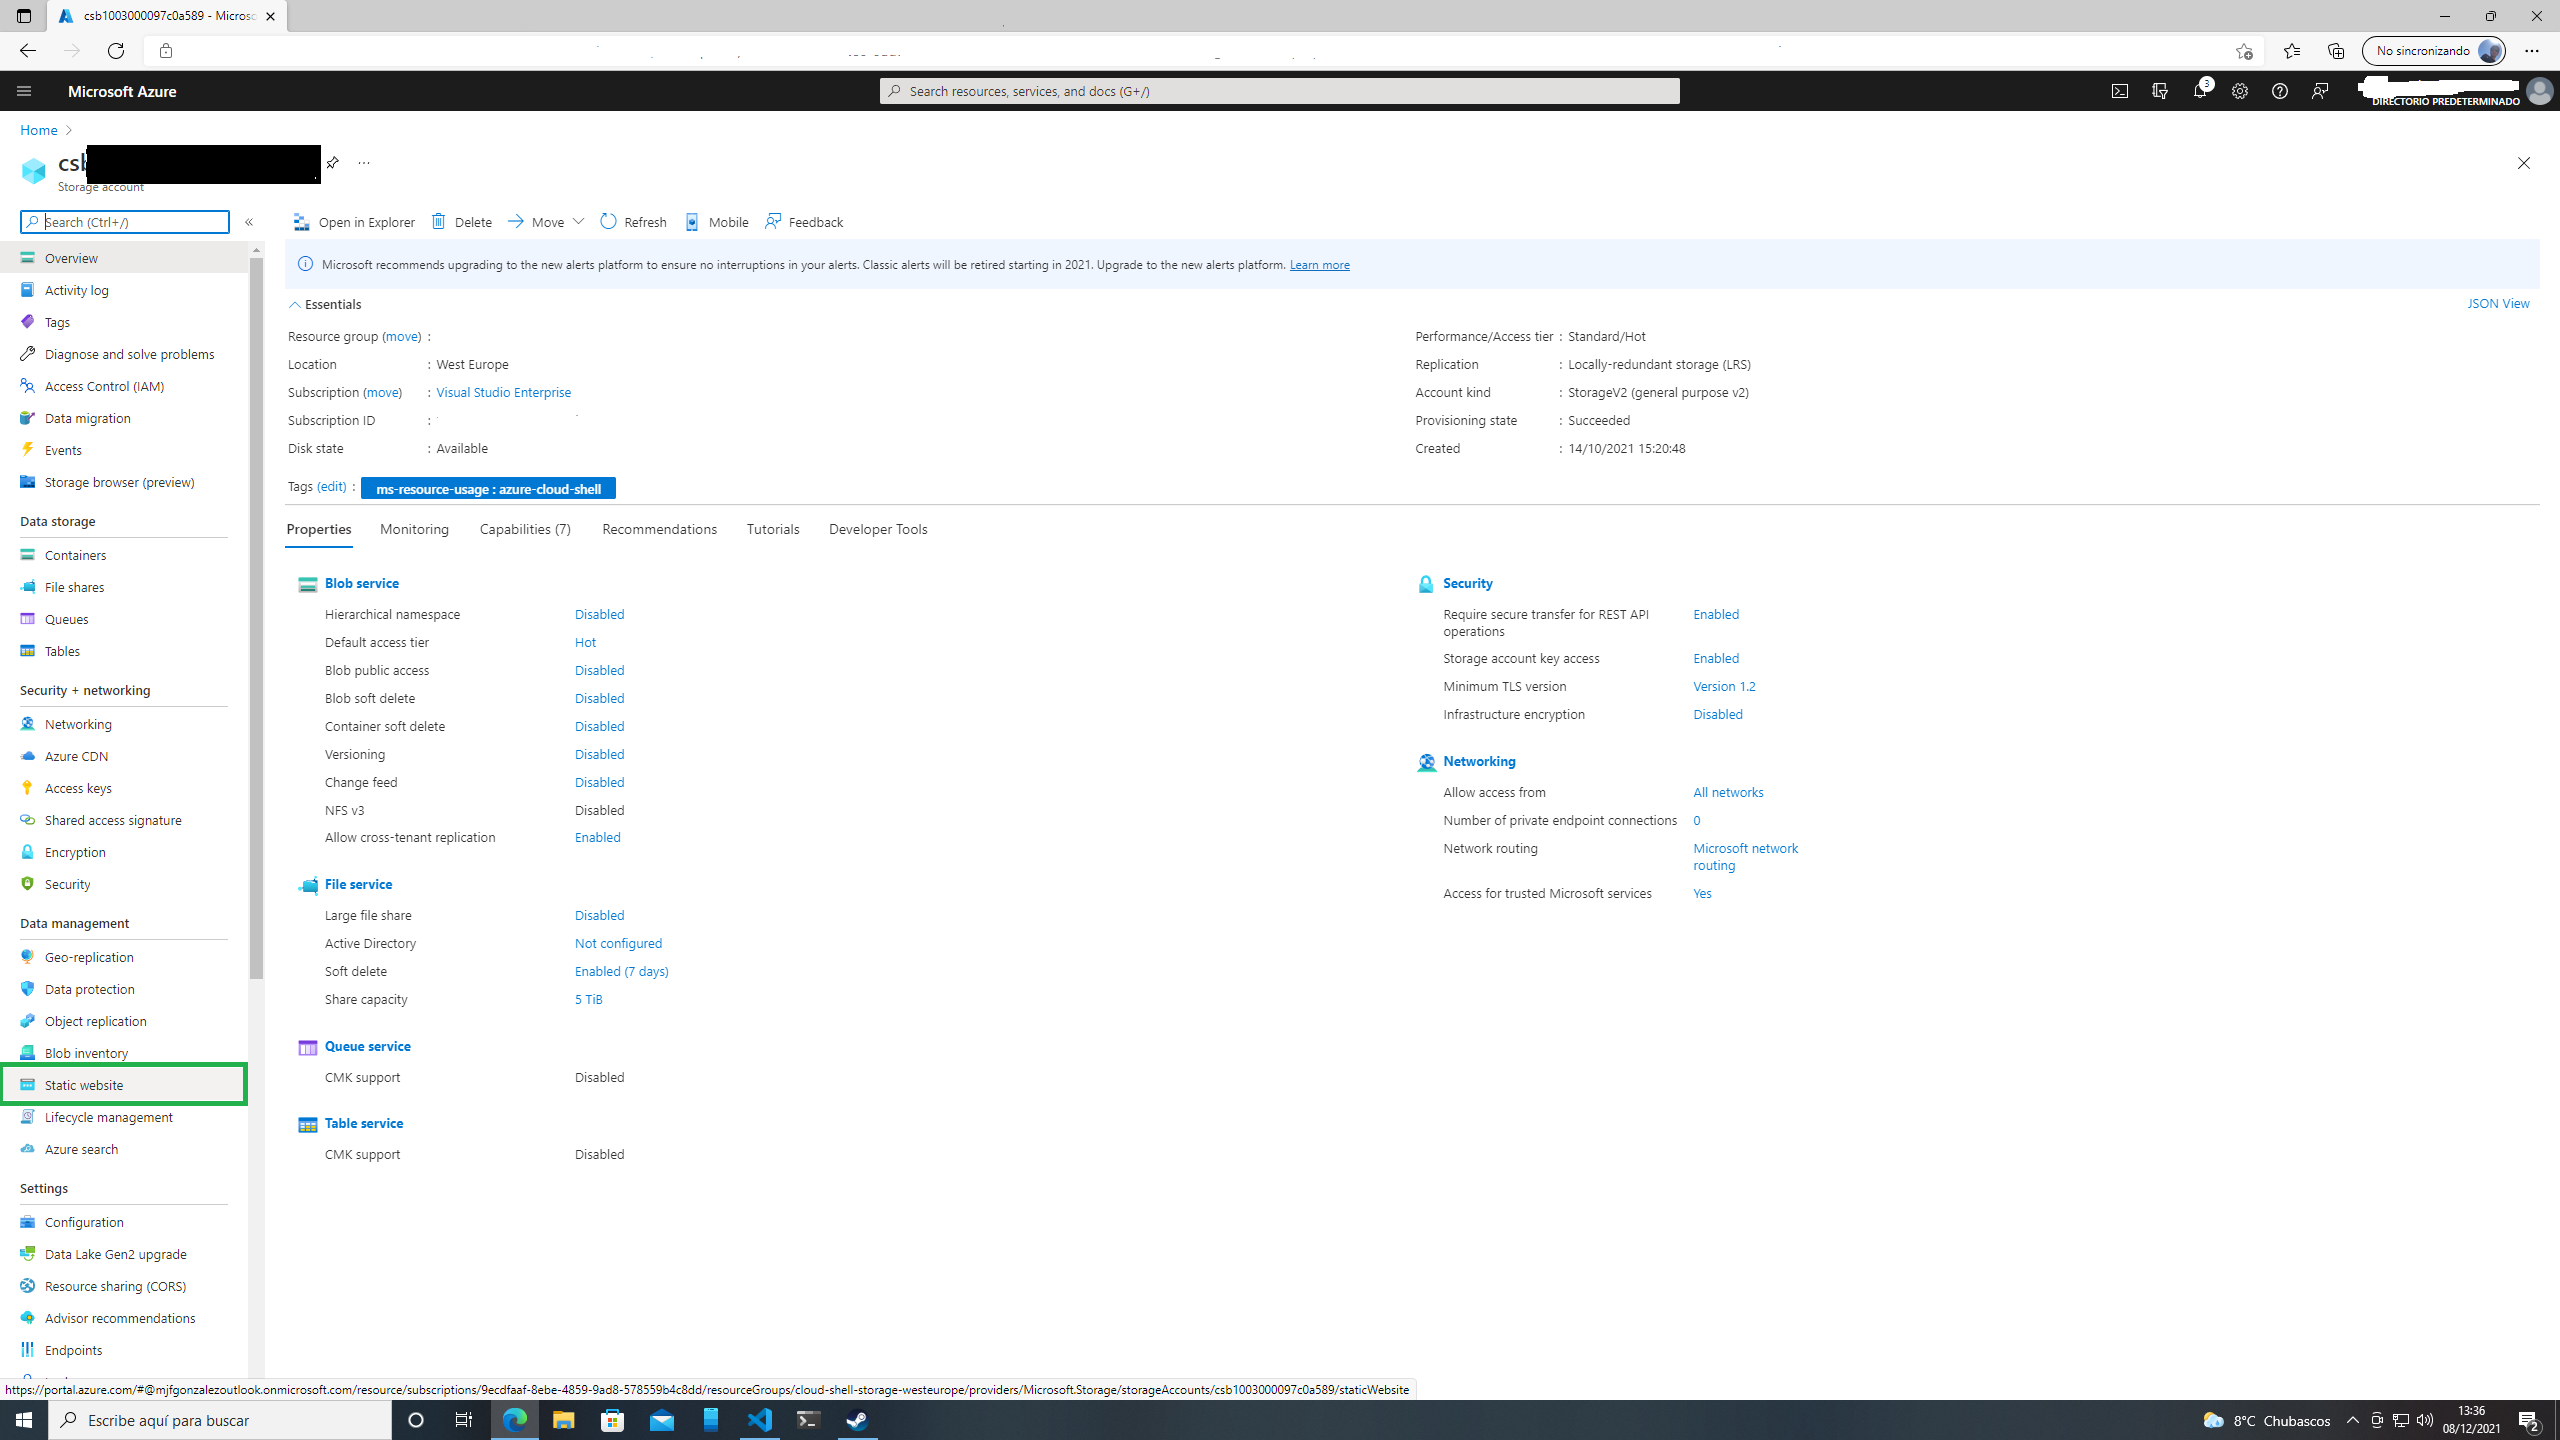 csb1003000097c0a589 - Microso
No sincronizando
Microsoft Azure
Search resources, services, and docs (G+/)
3
DIRECTORIO PREDETERMINADO
Home
Storage account
Search (Ctrl+/)
Open in Explorer
Delete
Move
Refresh
Mobile
Feedback
Microsoft recommends upgrading to the new alerts platform to ensure no interruptions in your alerts. Classic alerts will be retired starting in 2021. Upgrade to the new alerts platform. Learn more
Overview
Activity log
Tags
Diagnose and solve problems
Access Control (IAM)
Data migration
Events
Storage browser (preview)
Data storage
Containers
File shares
Queues
Tables
Security + networking
Networking
Azure CDN
Access keys
Shared access signature
Encryption
Security
Data management
Geo-replication
Data protection
Object replication
Blob inventory
Static website
Lifecycle management
Azure search
Settings
Configuration
Data Lake Gen2 upgrade
Resource sharing (CORS)
Advisor recommendations
Endpoints
Essentials
JSON View
Resource group (move) :
Location : West Europe
Subscription (move) : Visual Studio Enterprise
Subscription ID :
Disk state : Available
Performance/Access tier : Standard/Hot
Replication : Locally-redundant storage (LRS)
Account kind : StorageV2 (general purpose v2)
Provisioning state : Succeeded
Created : 14/10/2021 15:20:48
Tags (edit) : ms-resource-usage : azure-cloud-shell
Properties
Monitoring
Capabilities (7)
Recommendations
Tutorials
Developer Tools
Blob service
Hierarchical namespace Disabled
Default access tier Hot
Blob public access Disabled
Blob soft delete Disabled
Container soft delete Disabled
Versioning Disabled
Change feed Disabled
NFS v3 Disabled
Allow cross-tenant replication Enabled
File service
Large file share Disabled
Active Directory Not configured
Soft delete Enabled (7 days)
Share capacity 5 TiB
Queue service
CMK support Disabled
Table service
CMK support Disabled
Security
Require secure transfer for REST API Enabled
operations
Storage account key access Enabled
Minimum TLS version Version 1.2
Infrastructure encryption Disabled
Networking
Allow access from All networks
Number of private endpoint connections 0
Network routing Microsoft network
routing
Access for trusted Microsoft services Yes
https://portal.azure.com/#@mjfgonzalezoutlook.onmicrosoft.com/resource/subscriptions/9ecdfaaf-8ebe-4859-9ad8-578559b4c8dd/resourceGroups/cloud-shell-storage-westeurope/providers/Microsoft.Storage/storageAccounts/csb1003000097c0a589/staticWebsite
Escribe aquí para buscar
8°C Chubascos
13:36
08/12/2021
2